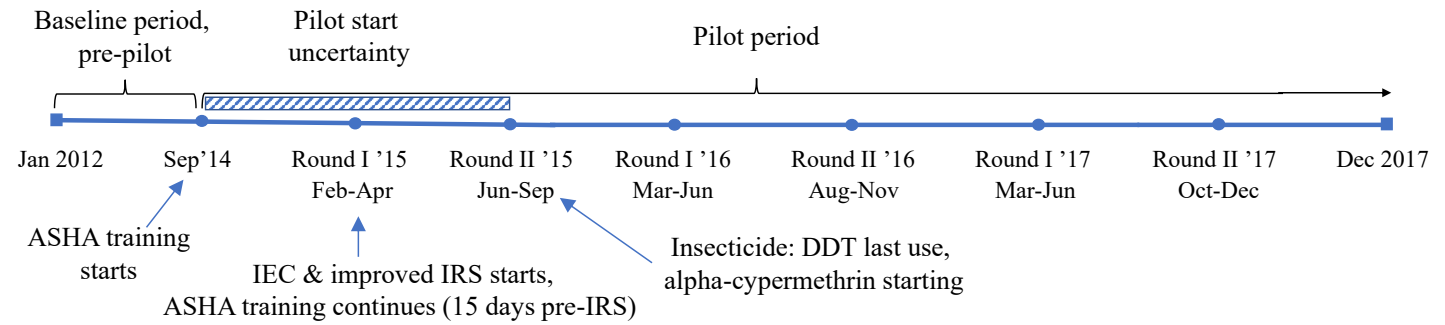 Baseline period,
pre-pilot
Pilot start
uncertainty
Pilot period
Jan 2012
Sep’14
Round I ’15
Feb-Apr
Round II ’15
Jun-Sep
Round I ’16
Mar-Jun
Round II ’16
Aug-Nov
Round I ’17
Mar-Jun
Round II ’17
Oct-Dec
Dec 2017
ASHA training
starts
IEC & improved IRS starts,
ASHA training continues (15 days pre-IRS)
Insecticide: DDT last use,
alpha-cypermethrin starting